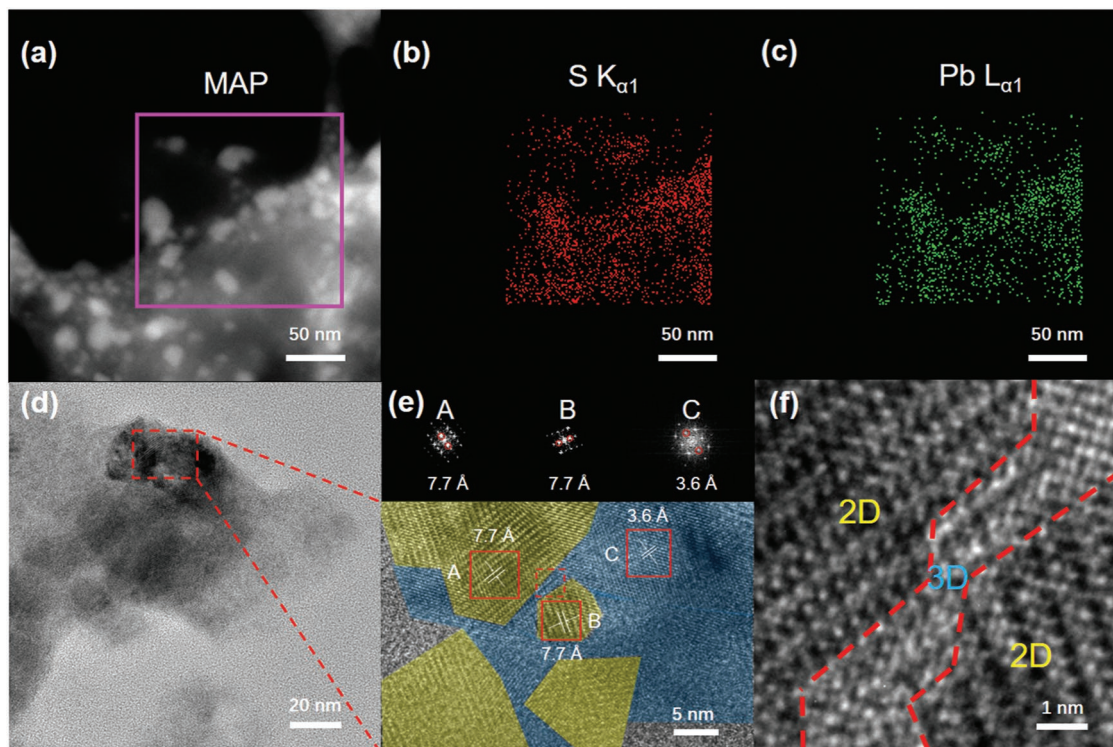 (a)
MAP
50 nm
(b)
S Kα1
50 nm
(c)
Pb Lα1
50 nm
(d)
20 nm
(e)
A
B
C
7.7 Å
7.7 Å
3.6 Å
7.7 Å
A
3.6 Å
C
B
7.7 Å
5 nm
(f)
2D
3D
2D
1 nm